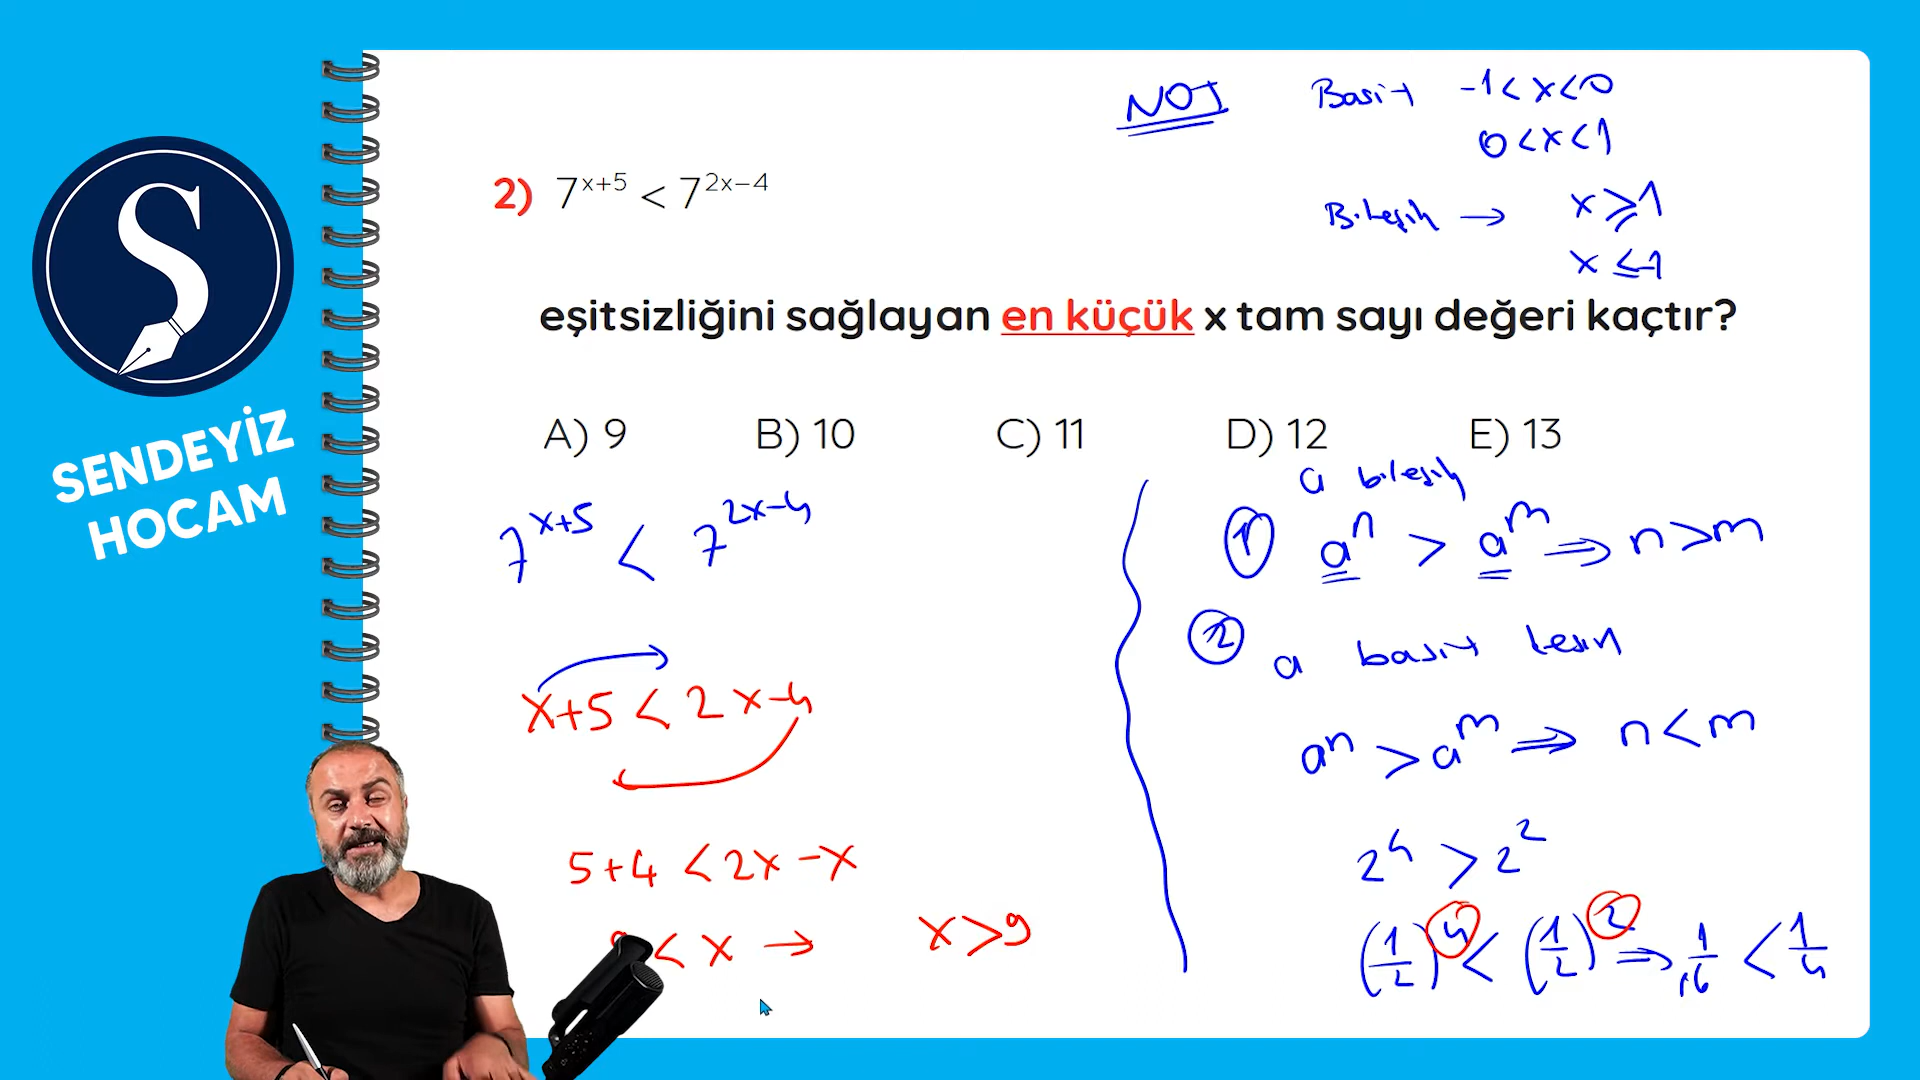 SENDEYİZ
HOCAM
NOT
Basit -1 < x < 0
0 < x < 1
Bileşik → x ⩾ 1
x ≤ -1
2) 7^{x+5} < 7^{2x-4}
eşitsizliğini sağlayan en küçük x tam sayı değeri kaçtır?
A) 9 B) 10 C) 11 D) 12 E) 13
7^{x+5} < 7^{2x-4}
x+5 < 2x-4
5+4 < 2x-x
< x → x > 9
a bileşik
1 a^n > a^m ⇒ n > m
2 a basit kesir
a^n > a^m ⇒ n < m
2^4 > 2^2
(1/2)^4 < (1/2)^2 ⇒ 1/16 < 1/4